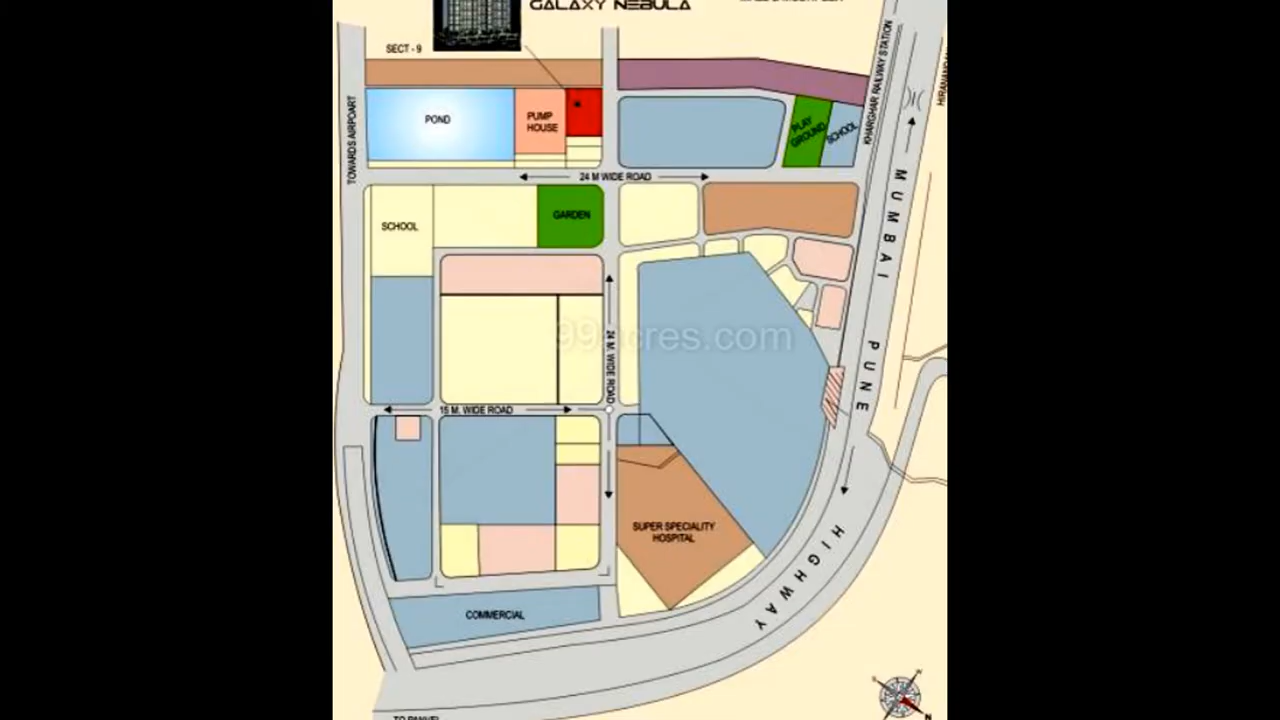 GALAXY NEBULA
SECT - 9
KHARGHAR RAILWAY STATION
TOWARDS AIRPOART
POND
PUMP
HOUSE
PLAY
GROUND
SCHOOL
24 M WIDE ROAD
SCHOOL
GARDEN
MUMBAI PUNE HIGHWAY
99acres.com
24 M. WIDE ROAD
15 M. WIDE ROAD
SUPER SPECIALITY
HOSPITAL
COMMERCIAL
S
W
N
TO PANVEL